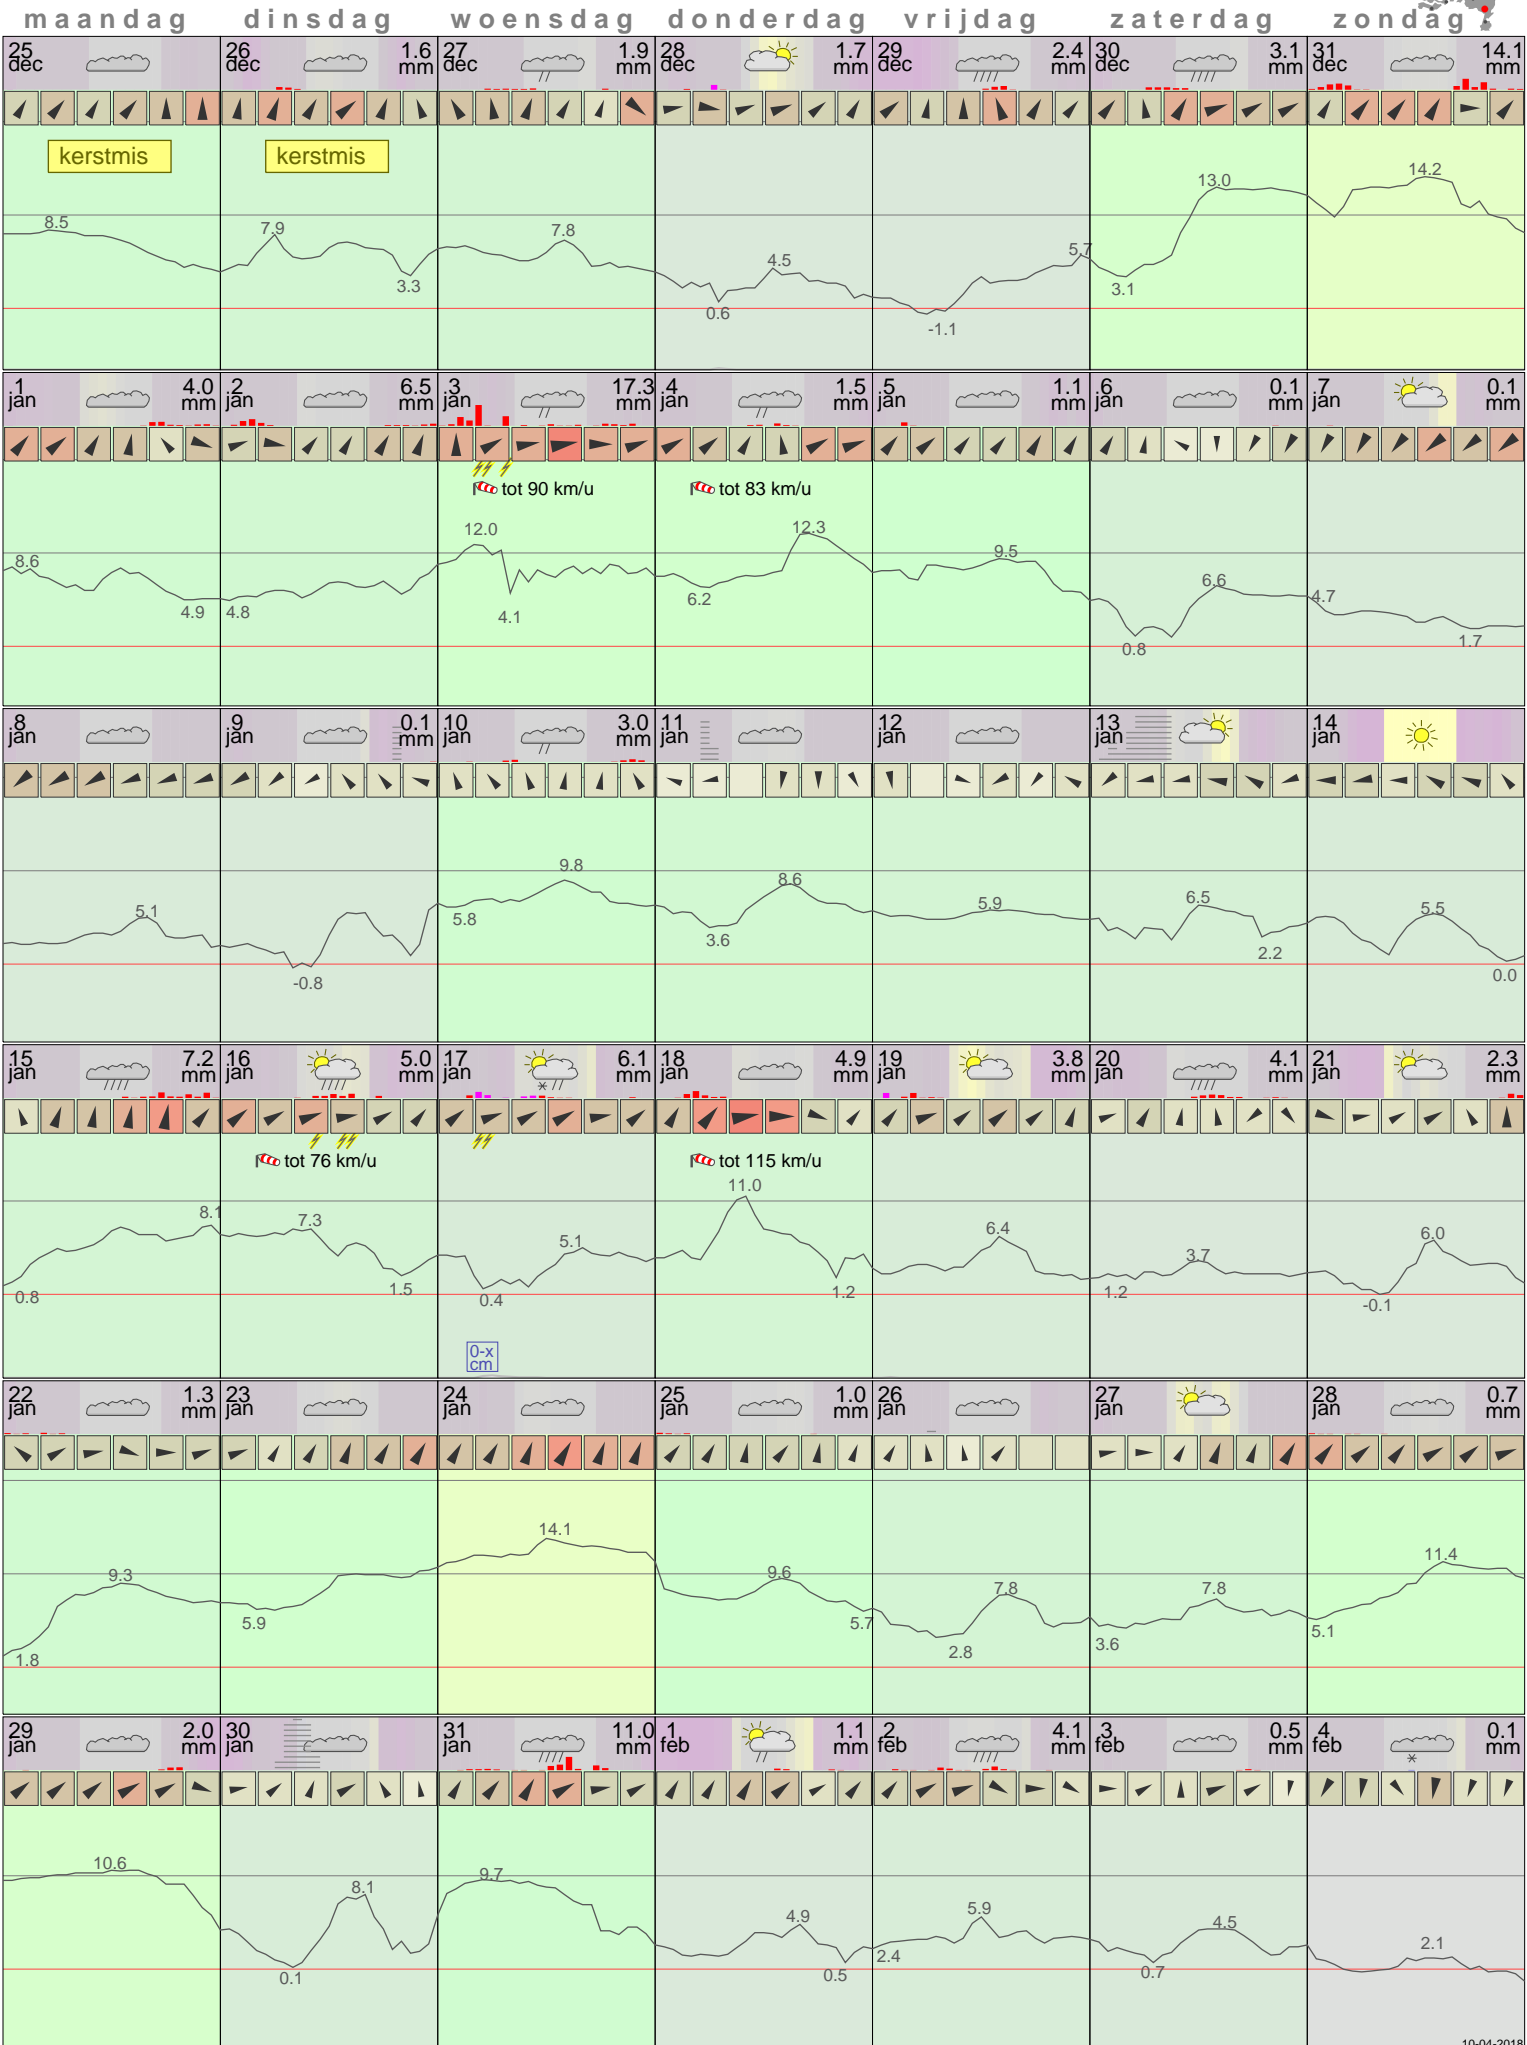 maandag dinsdag woensdag donderdag vrijdag zaterdag zondag
25 dec
26 dec 1.6 mm
27 dec 1.9 mm
28 dec 1.7 mm
29 dec 2.4 mm
30 dec 3.1 mm
31 dec 14.1 mm
kerstmis kerstmis
8.5 7.9 3.3 7.8 4.5 0.6 -1.1 5.7 3.1 13.0 14.2
1 jan 4.0 mm
2 jan 6.5 mm
3 jan 17.3 mm
4 jan 1.5 mm
5 jan 1.1 mm
6 jan 0.1 mm
7 jan 0.1 mm
tot 90 km/u tot 83 km/u
8.6 4.9 4.8 12.0 4.1 6.2 12.3 9.5 0.8 6.6 4.7 1.7
8 jan
9 jan 0.1 mm
10 jan 3.0 mm
11 jan
12 jan
13 jan
14 jan
5.1 -0.8 5.8 9.8 3.6 8.6 5.9 6.5 2.2 5.5 0.0
15 jan 7.2 mm
16 jan 5.0 mm
17 jan 6.1 mm
18 jan 4.9 mm
19 jan 3.8 mm
20 jan 4.1 mm
21 jan 2.3 mm
tot 76 km/u tot 115 km/u
0.8 8.1 7.3 1.5 0.4 5.1 11.0 1.2 6.4 1.2 3.7 -0.1 6.0
0-x
cm
22 jan 1.3 mm
23 jan
24 jan
25 jan 1.0 mm
26 jan
27 jan
28 jan 0.7 mm
1.8 9.3 5.9 14.1 9.6 5.7 2.8 7.8 3.6 7.8 5.1 11.4
29 jan 2.0 mm
30 jan
31 jan 11.0 mm
1 feb 1.1 mm
2 feb 4.1 mm
3 feb 0.5 mm
4 feb 0.1 mm
10.6 0.1 8.1 9.7 4.9 0.5 2.4 5.9 0.7 4.5 2.1
10-04-2018